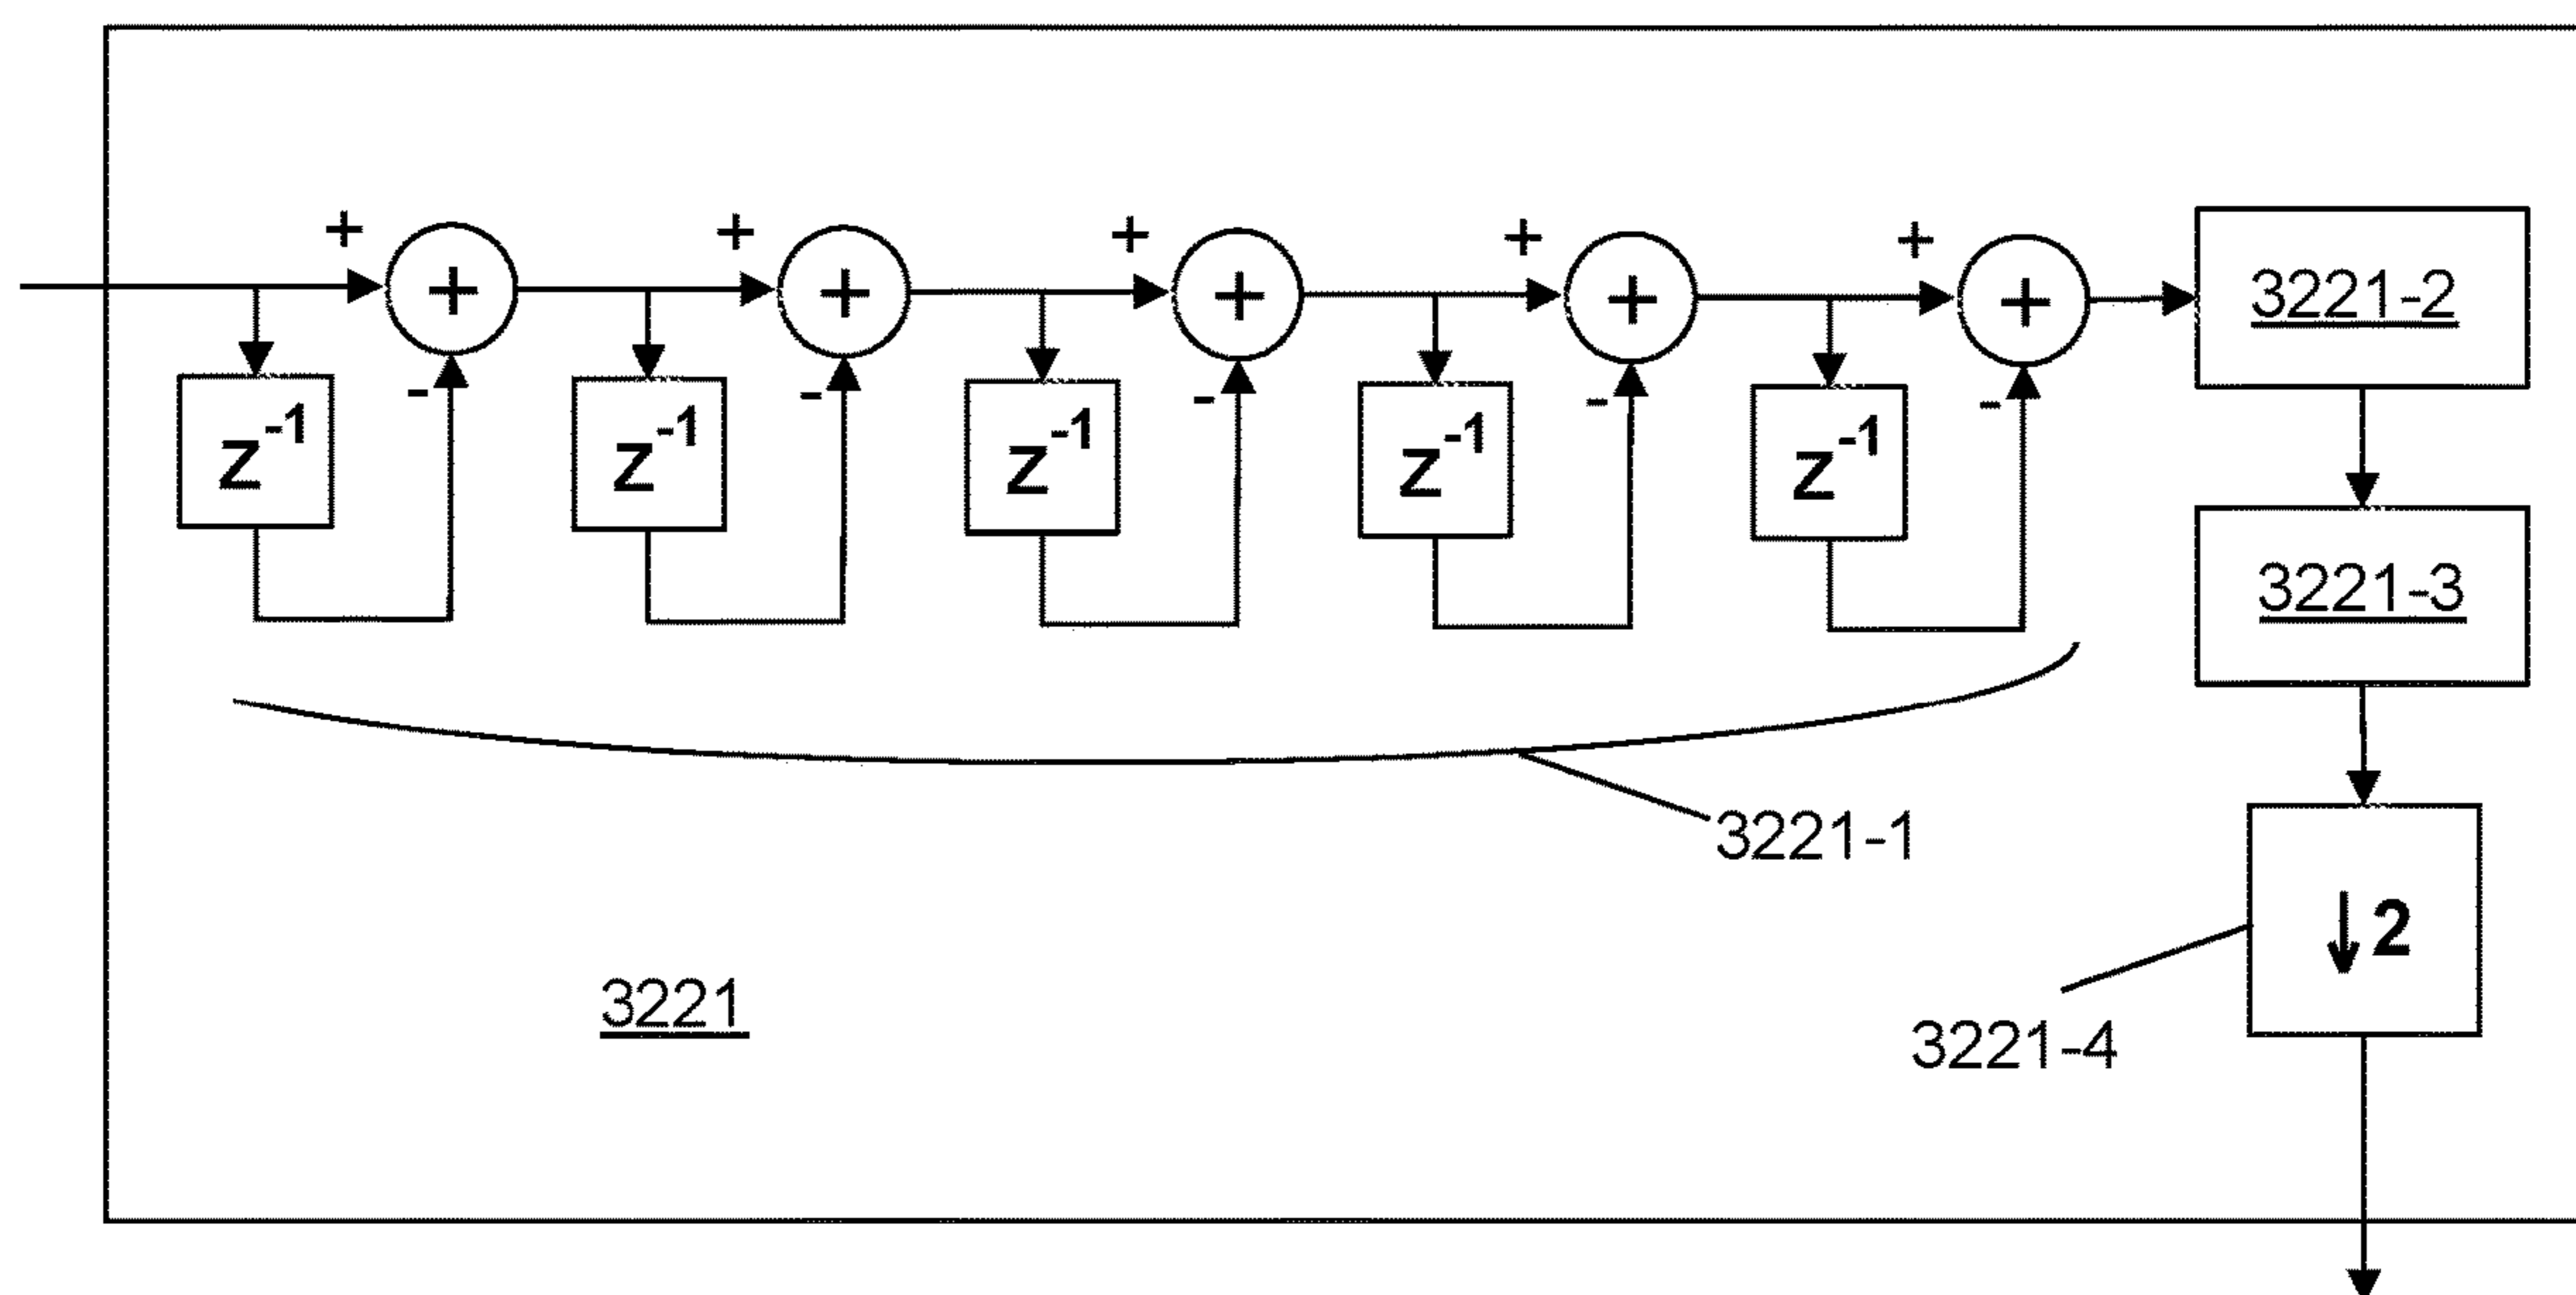 + + + + +
+ + + + + 3221-2
- - - - -
z-1 z-1 z-1 z-1 z-1
3221-3
3221-1
↓2
3221
3221-4